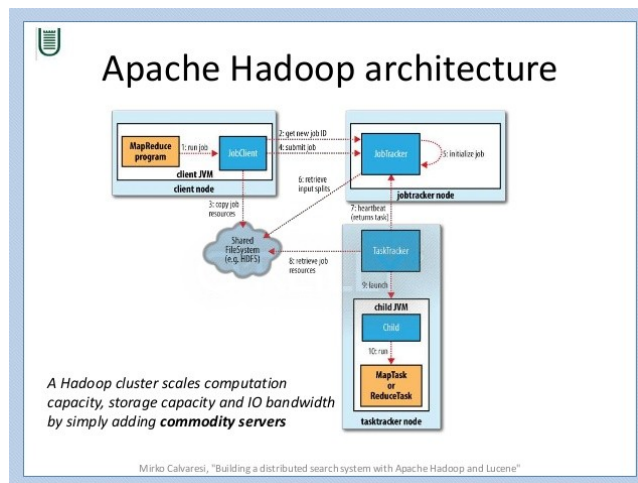 Apache Hadoop architecture
MapReduce
program
1: run job
JobClient
client JVM
client node
2: get new job ID
4: submit job
JobTracker
5: initialize job
jobtracker node
3: copy job
resources
6: retrieve
input splits
7: heartbeat
(returns task)
Shared
FileSystem
(e.g. HDFS)
8: retrieve job
resources
TaskTracker
9: launch
child JVM
Child
10: run
MapTask
or
ReduceTask
tasktracker node
A Hadoop cluster scales computation
capacity, storage capacity and IO bandwidth
by simply adding commodity servers
Mirko Calvaresi, "Building a distributed search system with Apache Hadoop and Lucene"